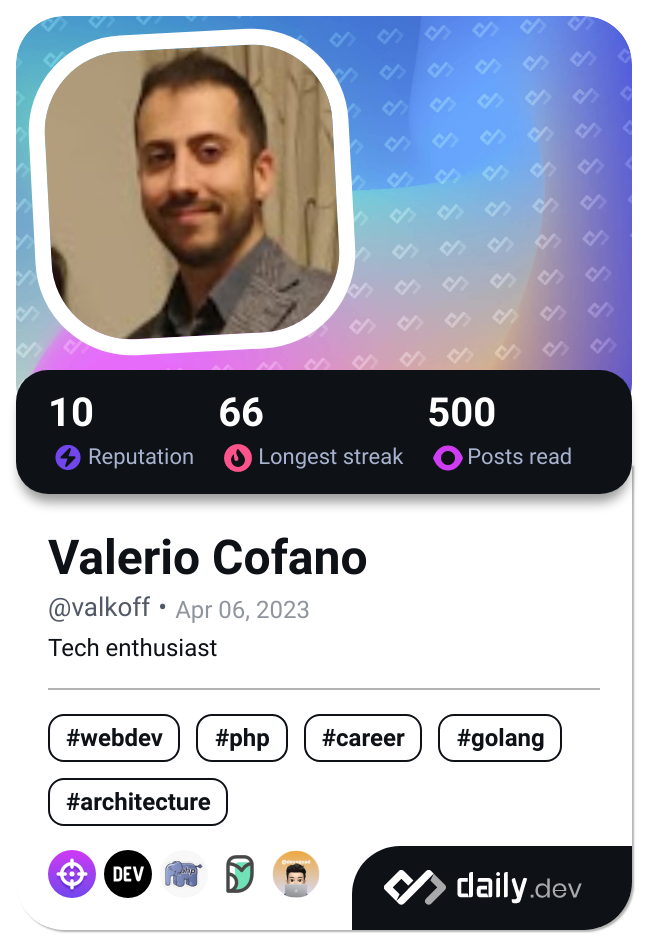 10 66 500
Reputation Longest streak Posts read
Valerio Cofano
@valkoff • Apr 06, 2023
Tech enthusiast
#webdev #php #career #golang
#architecture
DEV php
daily.dev